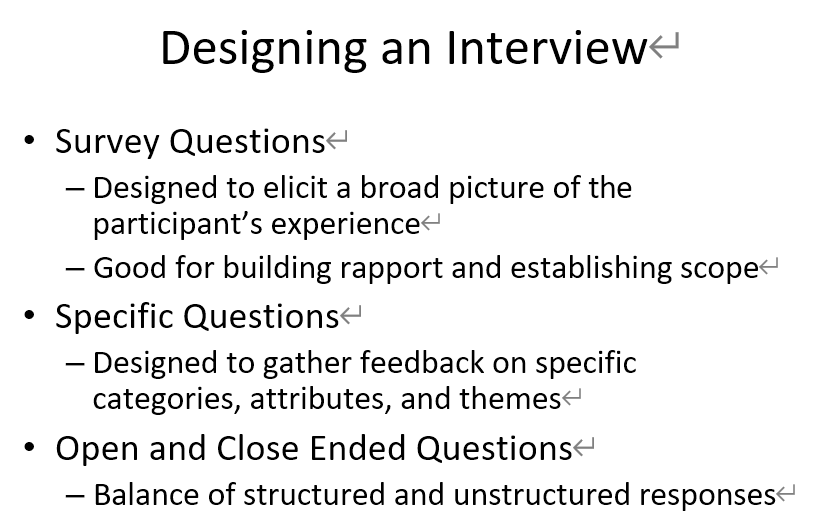 Designing an Interview↵
• Survey Questions↵
– Designed to elicit a broad picture of the
participant’s experience↵
– Good for building rapport and establishing scope↵
• Specific Questions↵
– Designed to gather feedback on specific
categories, attributes, and themes↵
• Open and Close Ended Questions↵
– Balance of structured and unstructured responses↵